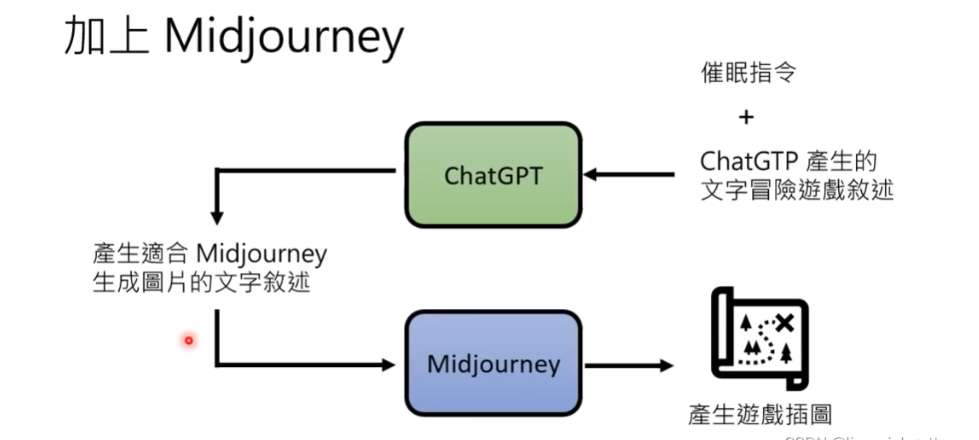 加上 Midjourney
催眠指令
+
ChatGTP 產生的
文字冒險遊戲敘述
ChatGPT
產生適合 Midjourney
生成圖片的文字敘述
Midjourney
產生遊戲插圖